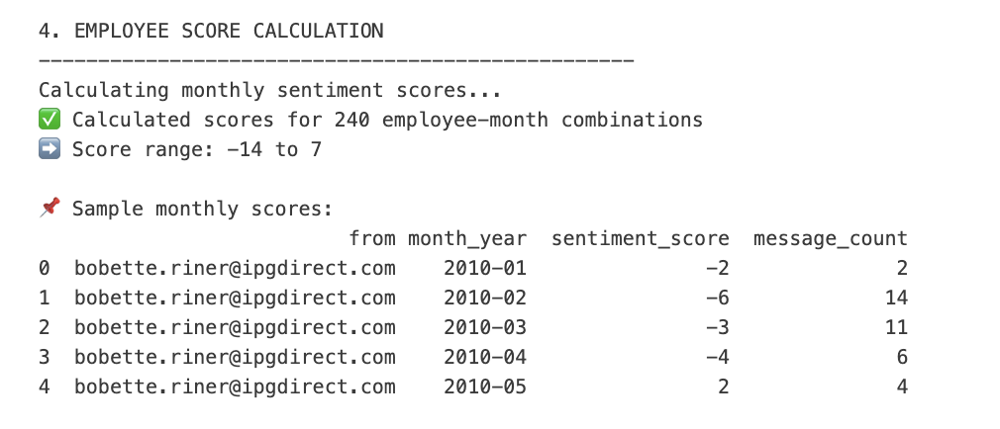 4. EMPLOYEE SCORE CALCULATION
--------------------------------------------------
Calculating monthly sentiment scores...
✅ Calculated scores for 240 employee-month combinations
➡️ Score range: -14 to 7
📌 Sample monthly scores:
from month_year sentiment_score message_count
0 bobette.riner@ipgdirect.com 2010-01 -2 2
1 bobette.riner@ipgdirect.com 2010-02 -6 14
2 bobette.riner@ipgdirect.com 2010-03 -3 11
3 bobette.riner@ipgdirect.com 2010-04 -4 6
4 bobette.riner@ipgdirect.com 2010-05 2 4